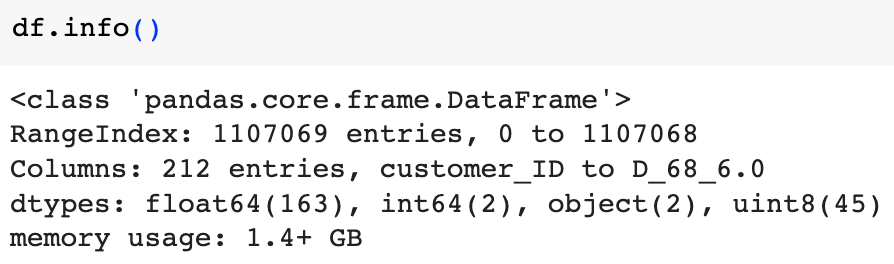 df.info()
<class 'pandas.core.frame.DataFrame'>
RangeIndex: 1107069 entries, 0 to 1107068
Columns: 212 entries, customer_ID to D_68_6.0
dtypes: float64(163), int64(2), object(2), uint8(45)
memory usage: 1.4+ GB